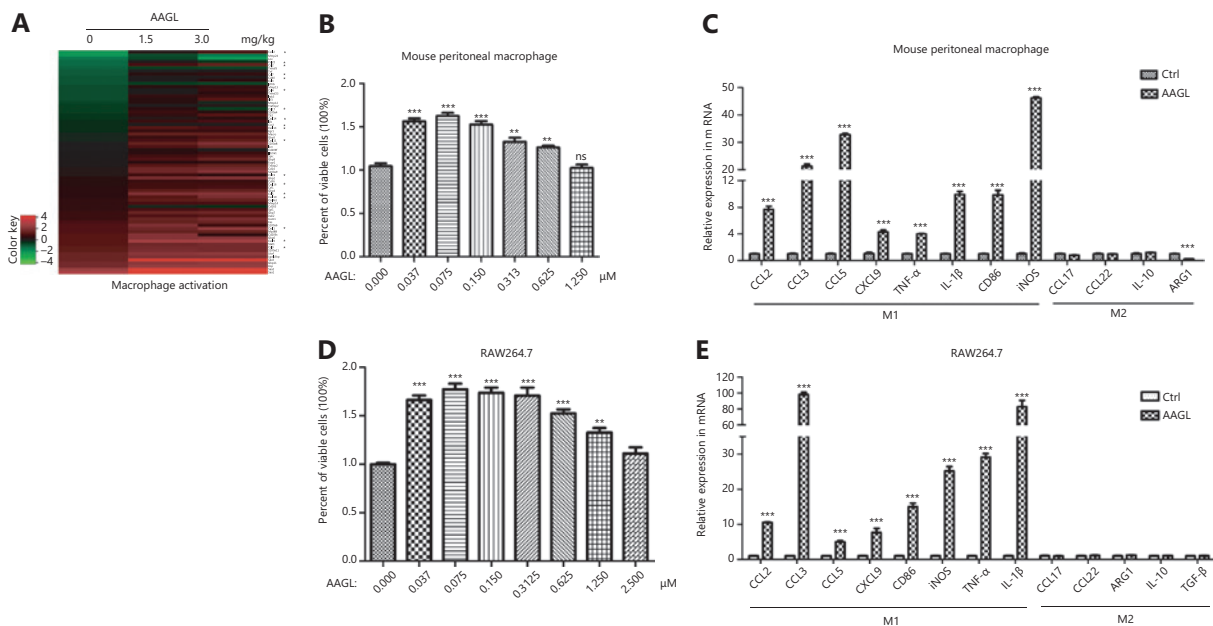 A
AAGL
0 1.5 3.0 mg/kg
Color key
4
2
0
−2
−4
Macrophage activation
B
Mouse peritoneal macrophage
Percent of viable cells (100%)
2.0
1.5
1.0
0.5
0.0
*** *** *** ** ** ns
AAGL: 0.000 0.037 0.075 0.150 0.313 0.625 1.250 μM
C
Mouse peritoneal macrophage
Ctrl
AAGL
Relative expression in m RNA
50
40
30
20
12
8
4
0
*** *** *** *** *** *** *** *** ***
CCL2 CCL3 CCL5 CXCL9 TNF-α IL-1β CD86 iNOS CCL17 CCL22 IL-10 ARG1
M1 M2
D
RAW264.7
Percent of viable cells (100%)
2.0
1.5
1.0
0.5
0.0
*** *** *** *** *** **
AAGL: 0.000 0.037 0.075 0.150 0.3125 0.625 1.250 2.500 μM
E
RAW264.7
Ctrl
AAGL
Relative expression in mRNA
120
100
80
60
30
20
10
0
*** *** *** *** *** *** *** ***
CCL2 CCL3 CCL5 CXCL9 CD86 iNOS TNF-α IL-1β CCL17 CCL22 ARG1 IL-10 TGF-β
M1 M2